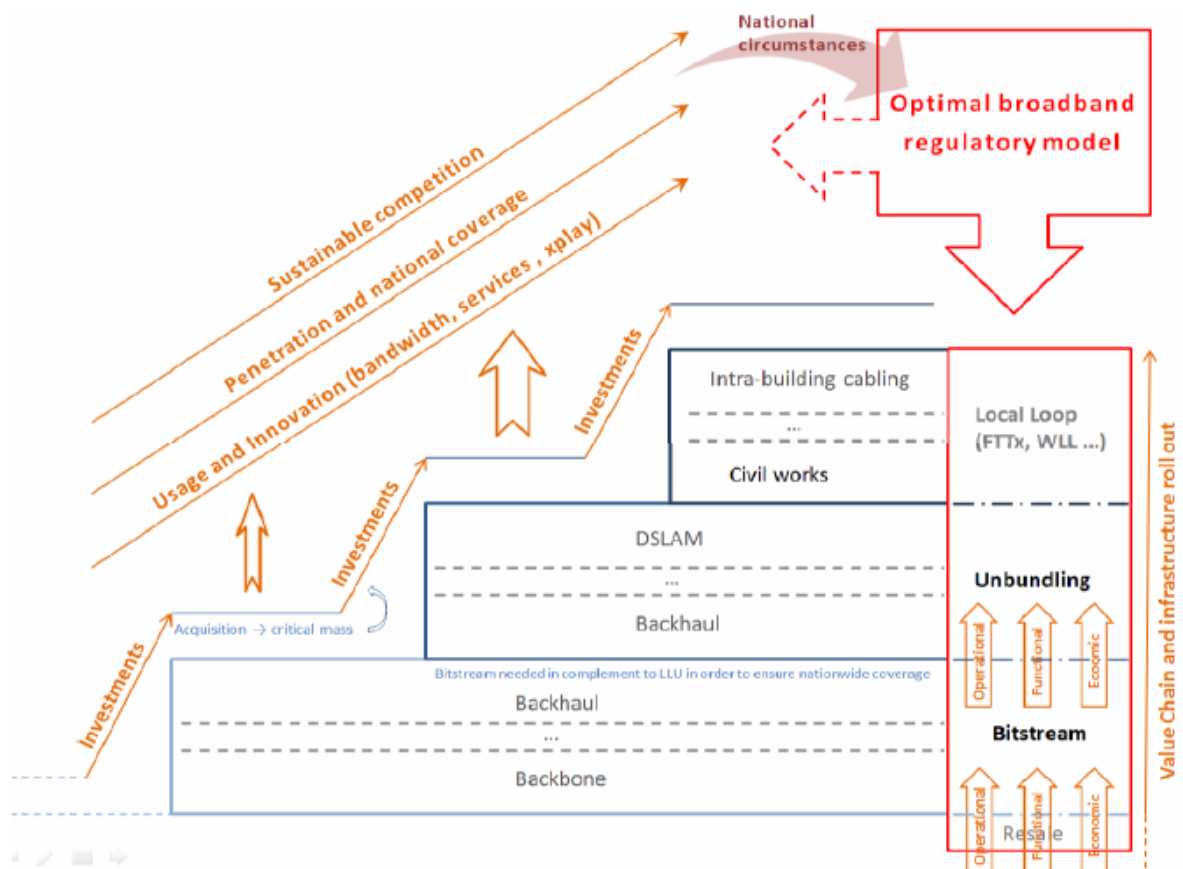 National
circumstances
Optimal broadband
regulatory model
Sustainable competition
Penetration and national coverage
Usage and Innovation (bandwidth, services , xplay)
Investments
Intra-building cabling
...
Civil works
Local Loop
(FTTx, WLL ...)
Investments
DSLAM
...
Backhaul
Unbundling
Operational
Functional
Ecoomic
Acquisition → critical mass
Investments
Bitstream needed in complement to LLU in order to ensure nationwide coverage
Backhaul
...
Backbone
Bitstream
Operational
Functional
Economic
Resale
Value Chain and infrastructure roll out